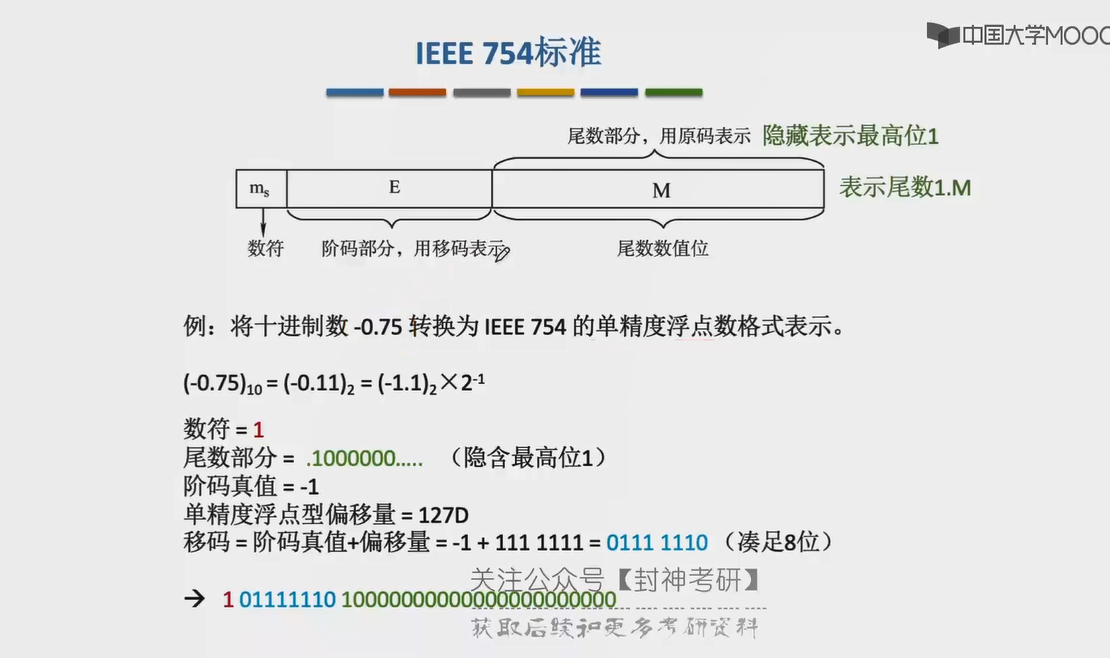 中国大学MOOC
IEEE 754标准
尾数部分，用原码表示 隐藏表示最高位1
mₛ E M 表示尾数1.M
数符 阶码部分，用移码表示 尾数数值位
例：将十进制数 -0.75 转换为 IEEE 754 的单精度浮点数格式表示。
(-0.75)₁₀ = (-0.11)₂ = (-1.1)₂×2⁻¹
数符 = 1
尾数部分 = .1000000..... （隐含最高位1）
阶码真值 = -1
单精度浮点型偏移量 = 127D
移码 = 阶码真值+偏移量 = -1 + 111 1111 = 0111 1110 （凑足8位）
关注公众号【封神考研】
→ 1 01111110 10000000000000000000000
获取后续和更多考研资料